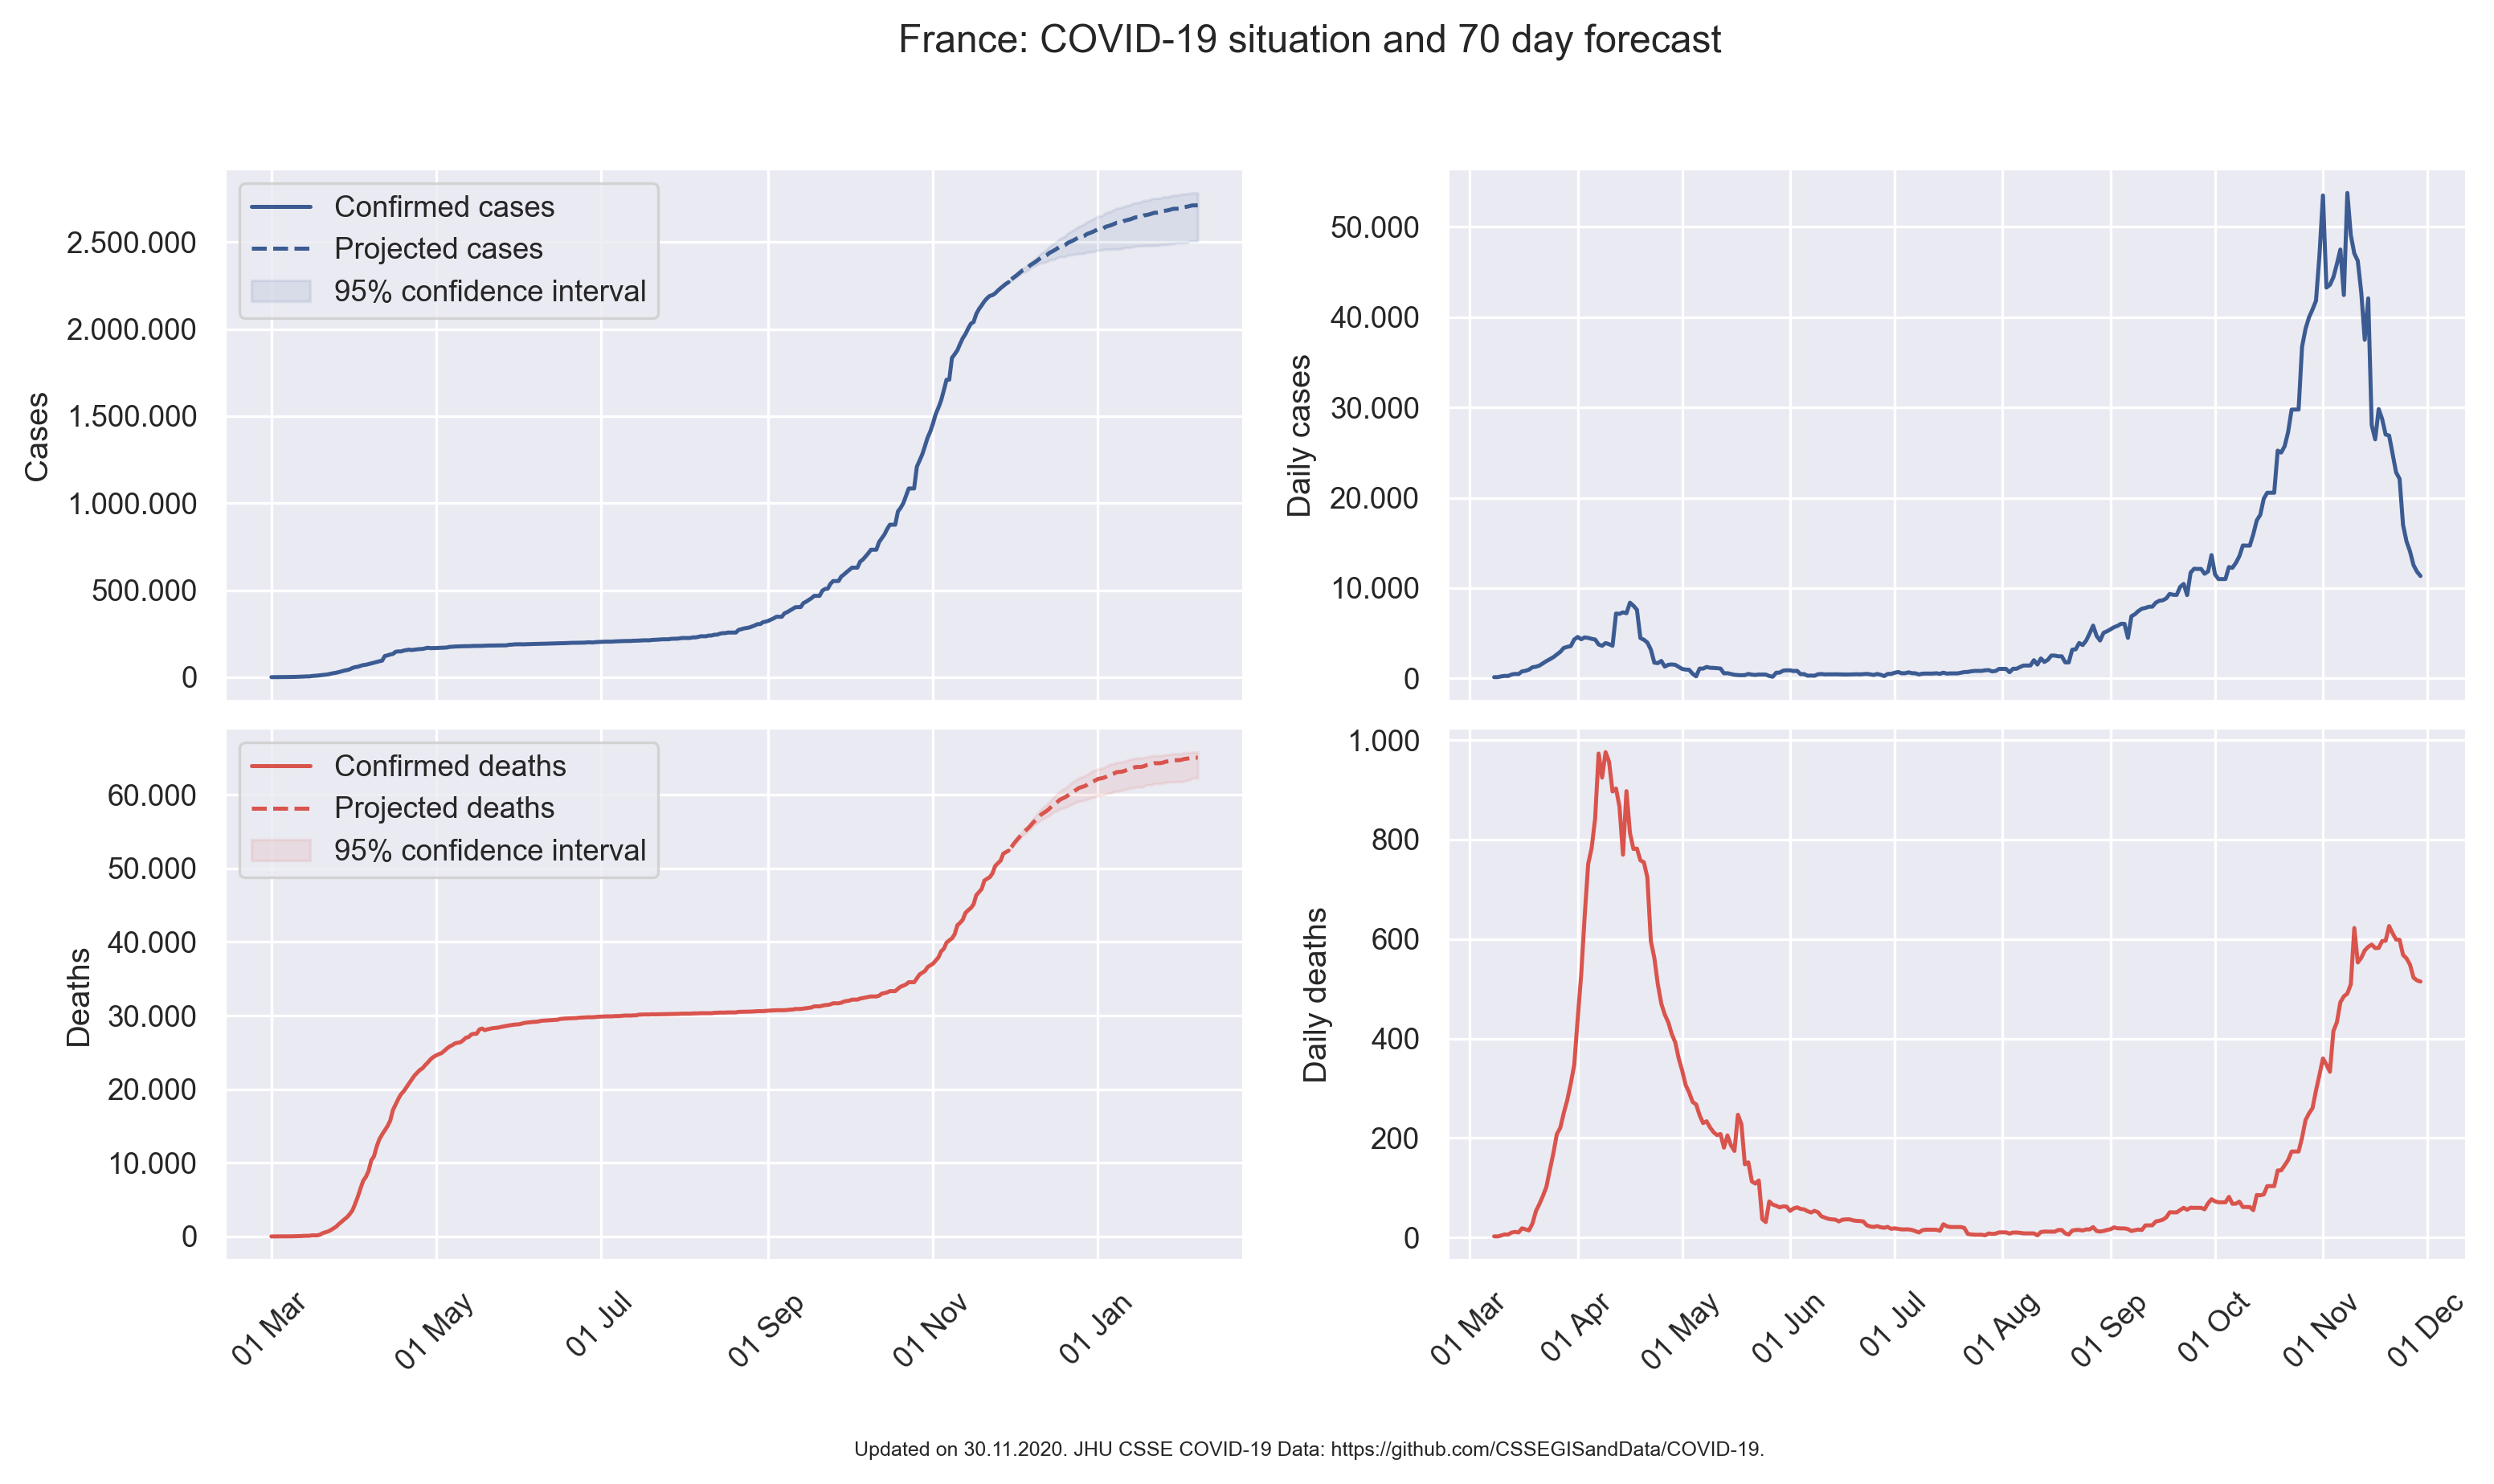 France: COVID-19 situation and 70 day forecast
Confirmed cases
Projected cases
95% confidence interval
Cases
2.500.000
2.000.000
1.500.000
1.000.000
500.000
0
Daily cases
50.000
40.000
30.000
20.000
10.000
0
Confirmed deaths
Projected deaths
95% confidence interval
Deaths
60.000
50.000
40.000
30.000
20.000
10.000
0
01 Mar
01 May
01 Jul
01 Sep
01 Nov
01 Jan
Daily deaths
1.000
800
600
400
200
0
01 Mar
01 Apr
01 May
01 Jun
01 Jul
01 Aug
01 Sep
01 Oct
01 Nov
01 Dec
Updated on 30.11.2020. JHU CSSE COVID-19 Data: https://github.com/CSSEGISandData/COVID-19.